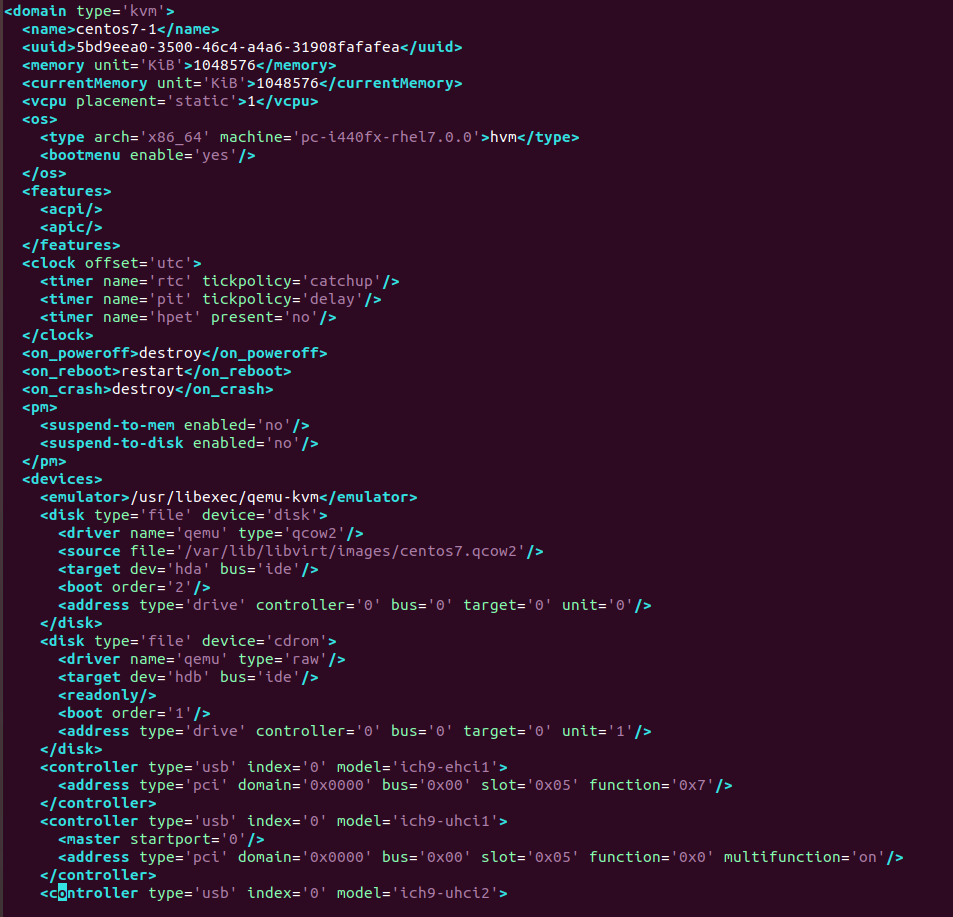 <domain type='kvm'>
  <name>centos7-1</name>
  <uuid>5bd9eea0-3500-46c4-a4a6-31908fafafea</uuid>
  <memory unit='KiB'>1048576</memory>
  <currentMemory unit='KiB'>1048576</currentMemory>
  <vcpu placement='static'>1</vcpu>
  <os>
    <type arch='x86_64' machine='pc-i440fx-rhel7.0.0'>hvm</type>
    <bootmenu enable='yes'/>
  </os>
  <features>
    <acpi/>
    <apic/>
  </features>
  <clock offset='utc'>
    <timer name='rtc' tickpolicy='catchup'/>
    <timer name='pit' tickpolicy='delay'/>
    <timer name='hpet' present='no'/>
  </clock>
  <on_poweroff>destroy</on_poweroff>
  <on_reboot>restart</on_reboot>
  <on_crash>destroy</on_crash>
  <pm>
    <suspend-to-mem enabled='no'/>
    <suspend-to-disk enabled='no'/>
  </pm>
  <devices>
    <emulator>/usr/libexec/qemu-kvm</emulator>
    <disk type='file' device='disk'>
      <driver name='qemu' type='qcow2'/>
      <source file='/var/lib/libvirt/images/centos7.qcow2'/>
      <target dev='hda' bus='ide'/>
      <boot order='2'/>
      <address type='drive' controller='0' bus='0' target='0' unit='0'/>
    </disk>
    <disk type='file' device='cdrom'>
      <driver name='qemu' type='raw'/>
      <target dev='hdb' bus='ide'/>
      <readonly/>
      <boot order='1'/>
      <address type='drive' controller='0' bus='0' target='0' unit='1'/>
    </disk>
    <controller type='usb' index='0' model='ich9-ehci1'>
      <address type='pci' domain='0x0000' bus='0x00' slot='0x05' function='0x7'/>
    </controller>
    <controller type='usb' index='0' model='ich9-uhci1'>
      <master startport='0'/>
      <address type='pci' domain='0x0000' bus='0x00' slot='0x05' function='0x0' multifunction='on'/>
    </controller>
    <controller type='usb' index='0' model='ich9-uhci2'>